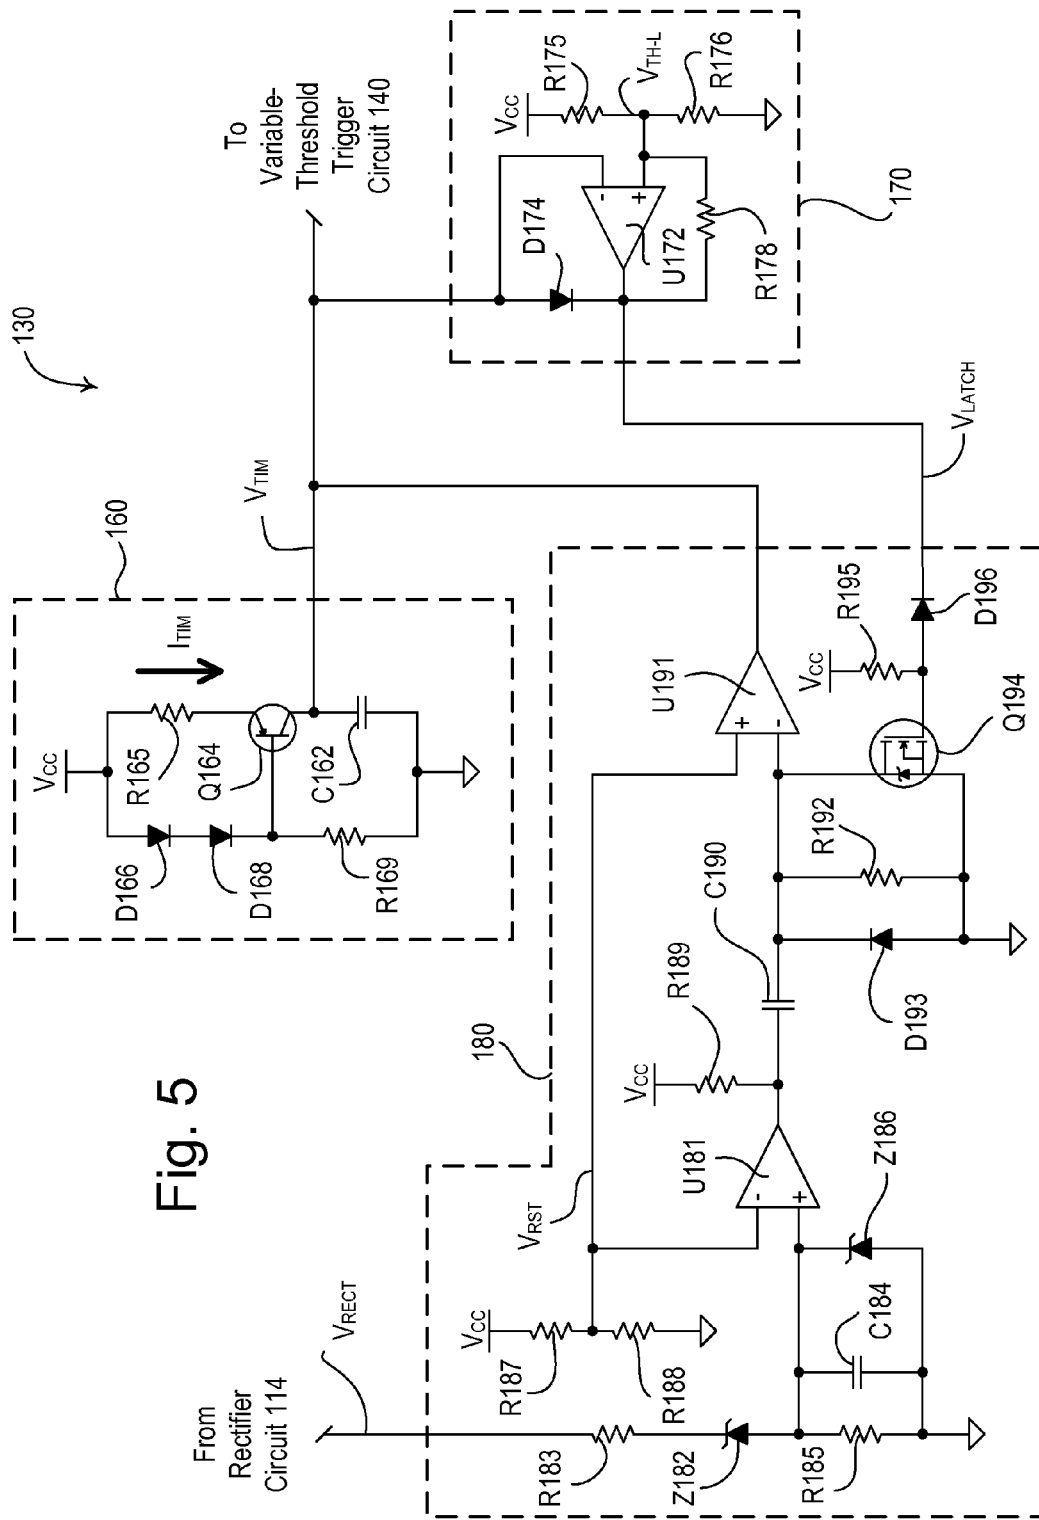 130
To
Variable-
Threshold
Trigger
Circuit 140
160
VCC
ITIM
R165
Q164
C162
D166
D168
R169
VTIM
VCC
R175
VTH-L
R176
D174
U172
R178
170
VLATCH
180
U191
VCC
R195
D196
Q194
R192
C190
D193
R189
VCC
U181
Z186
C184
VRST
VCC
R187
R188
VRECT
From
Rectifier
Circuit 114
R183
Z182
R185
+
-
-
+
-
+
Fig. 5